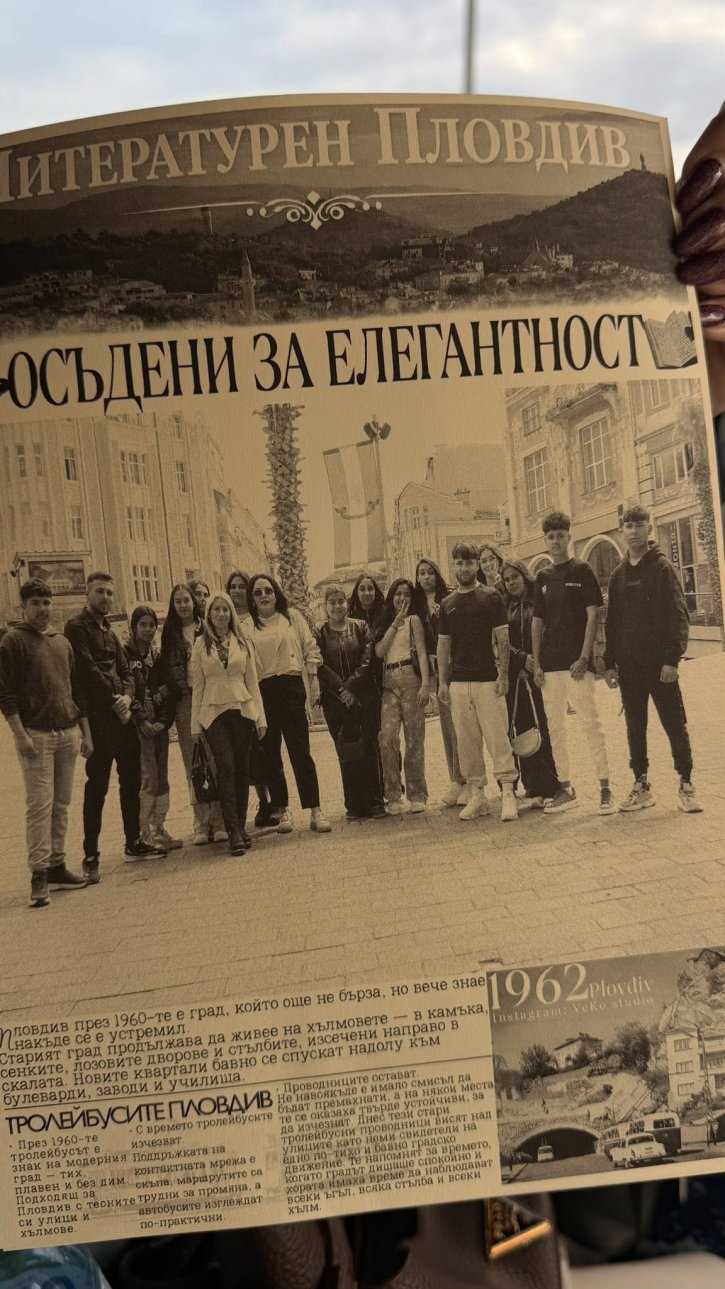 ЛИТЕРАТУРЕН ПЛОВДИВ
ОСЪДЕНИ ЗА ЕЛЕГАНТНОСТ
Пловдив през 1960-те е град, който още не бърза, но вече знае
накъде се е устремил.
Старият град продължава да живее на хълмовете — в камъка,
сенките, лозовите дворове и стълбите, изсечени направо в
скалата. Новите квартали бавно се спускат надолу към
булеварди, заводи и училища.
1962 Plovdiv
Instagram: VeKo studio
ТРОЛЕЙБУСИТЕ ПЛОВДИВ
· През 1960-те
тролейбусът е
знак на модерния
град — тих,
плавен и без дим
Подходящ за
Пловдив с тесните
си улици и
хълмове.
· С времето тролейбусите
изчезват.
Поддръжката на
контактната мрежа е
скъпа, маршрутите са
трудни за промяна, а
автобусите изглеждат
по-практични.
· Проводниците остават.
Не навсякъде е имало смисъл да
бъдат премахнати, а на някои места
те се оказаха твърде устойчиви, за
да изчезнат. Днес тези стари
тролейбусни проводници висят над
улиците, като неми свидетели на
едно по-тихо и бавно градско
движение. Те напомнят за времето,
когато градът дишаше спокойно и
хората имаха време да наблюдават
всеки ъгъл, всяка стълба и всеки
хълм.